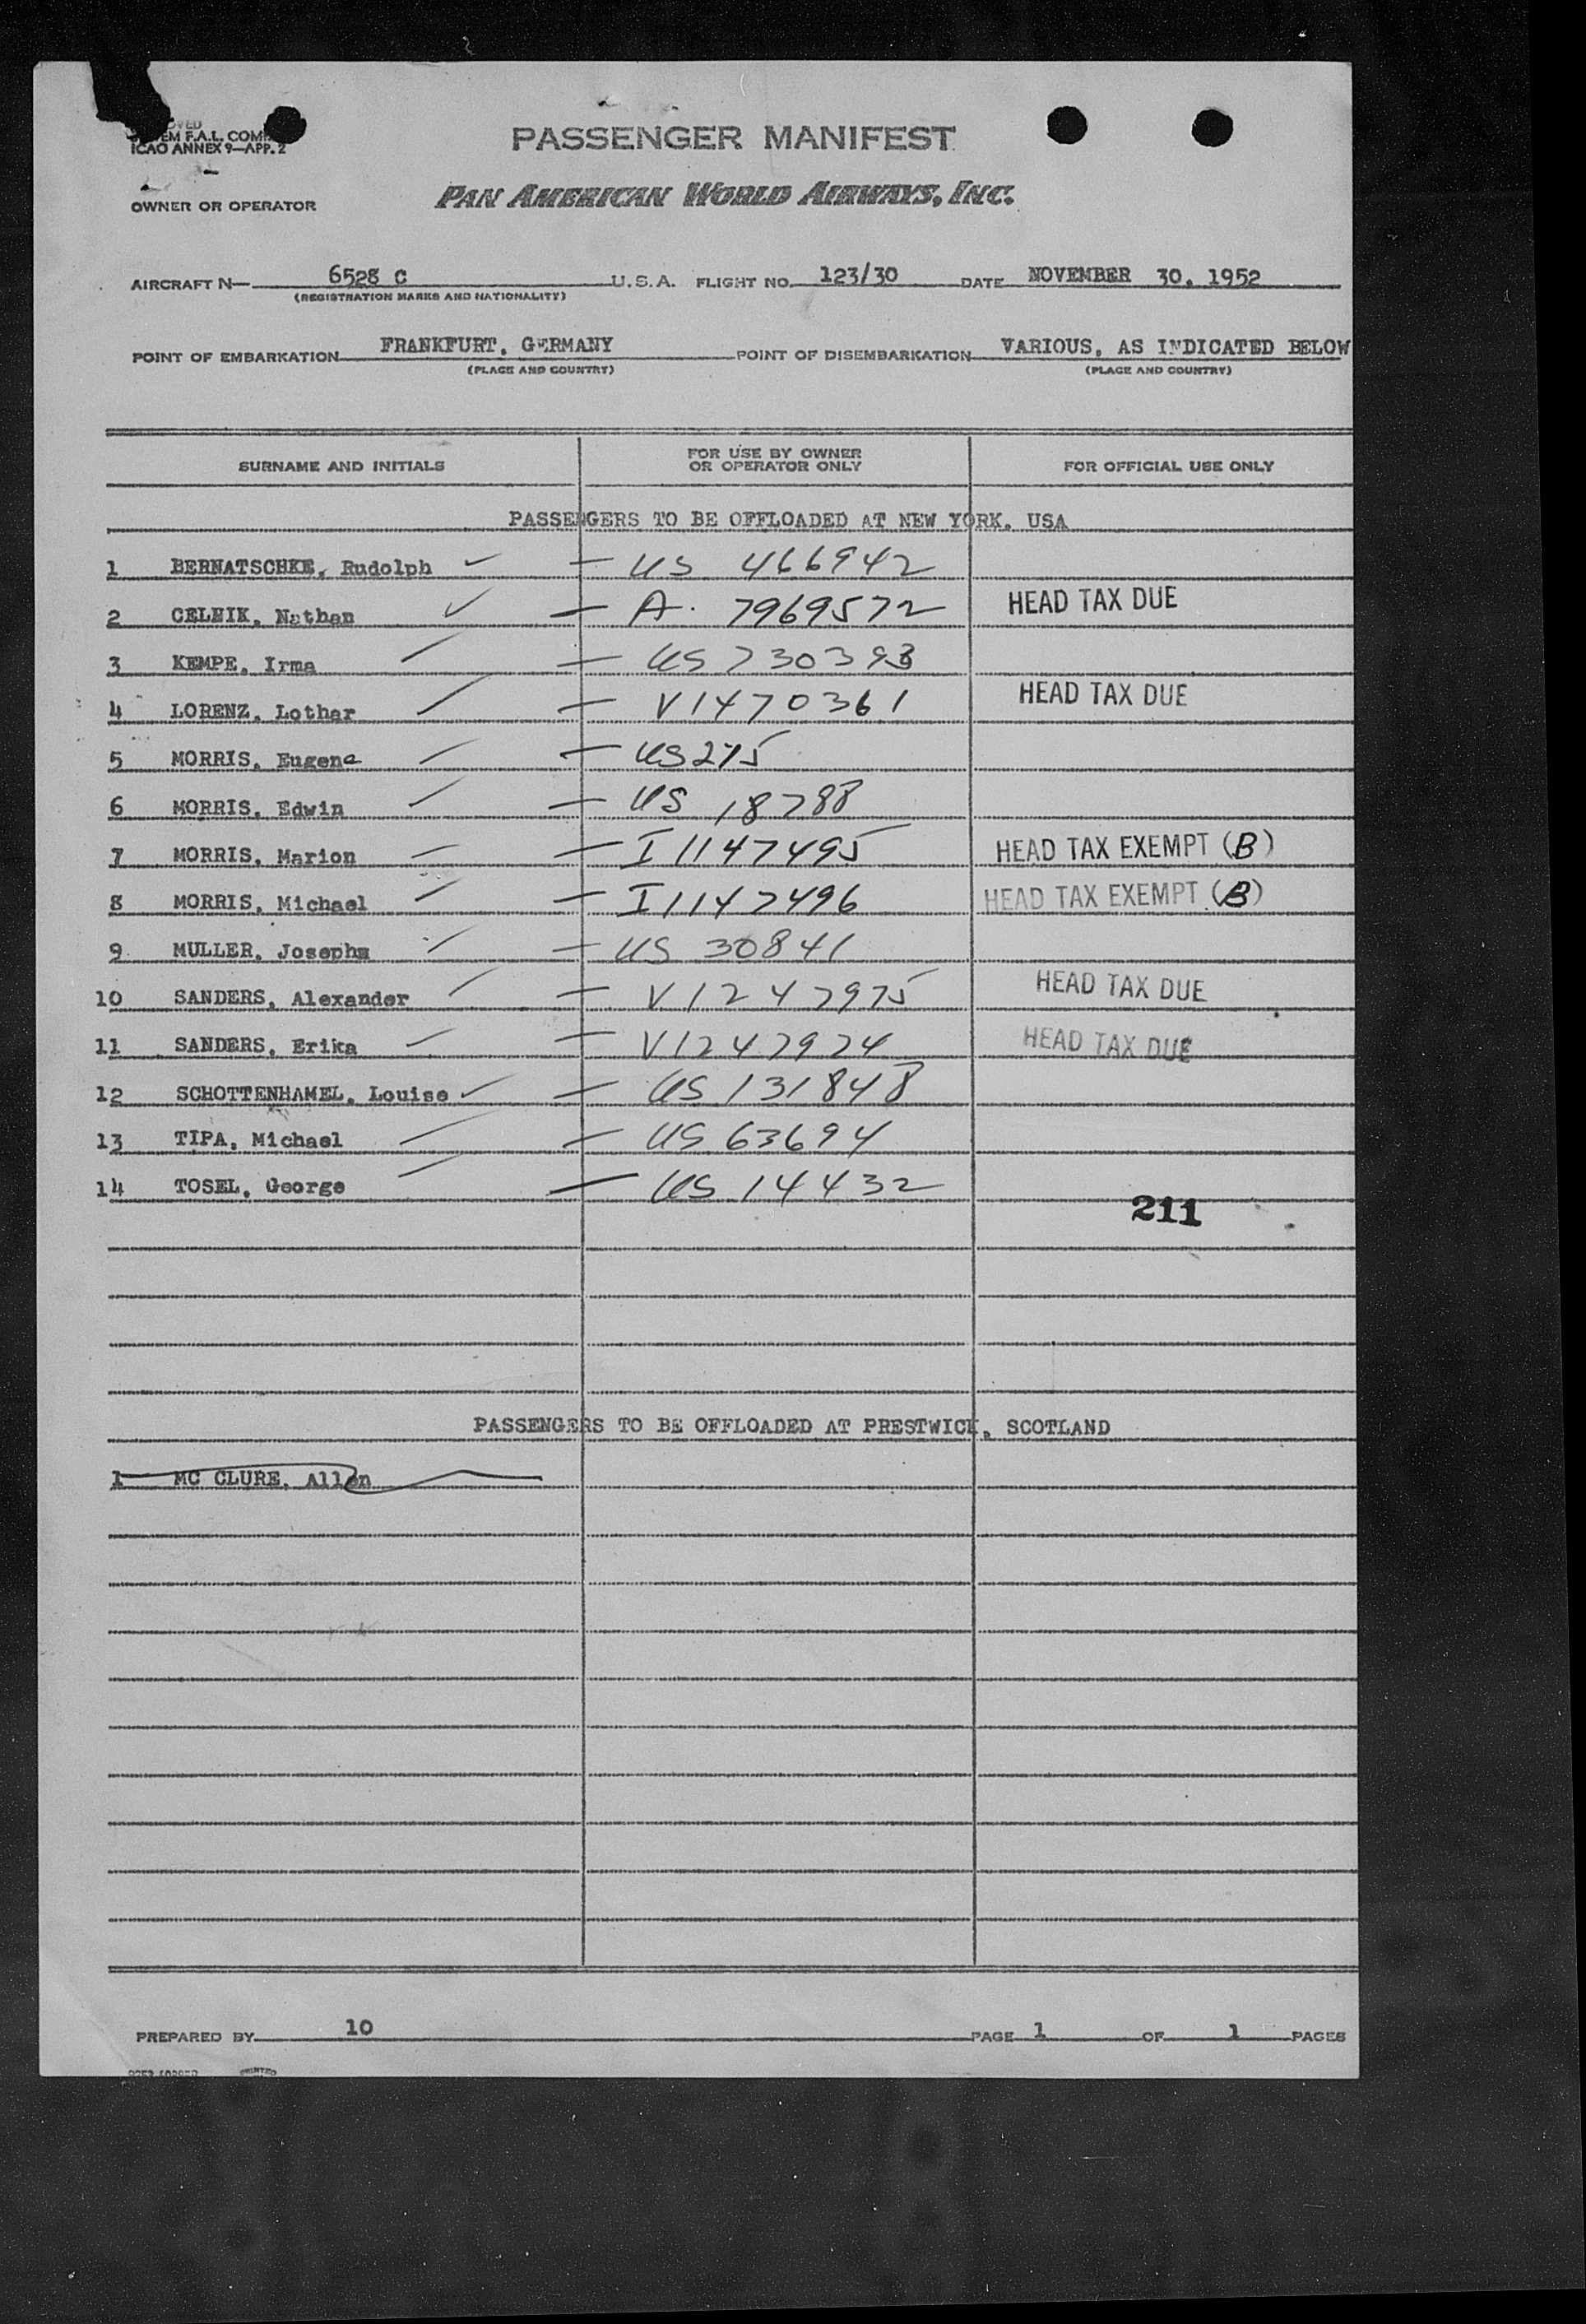 F.A.L. COM
ICAO ANNEX 9—APP. 2
PASSENGER MANIFEST
OWNER OR OPERATOR PAN AMERICAN WORLD AIRWAYS, INC.
AIRCRAFT N— 6528 C U.S.A. FLIGHT NO. 123/30 DATE NOVEMBER 30, 1952
(REGISTRATION MARKS AND NATIONALITY)
POINT OF EMBARKATION FRANKFURT, GERMANY POINT OF DISEMBARKATION VARIOUS, AS INDICATED BELOW
(PLACE AND COUNTRY) (PLACE AND COUNTRY)
SURNAME AND INITIALS FOR USE BY OWNER OR OPERATOR ONLY FOR OFFICIAL USE ONLY
PASSENGERS TO BE OFFLOADED AT NEW YORK, USA
1 BERNATSCHKE, Rudolph ✓ — US 466942
2 CELNIK, Nathan ✓ — A. 7969572 HEAD TAX DUE
3 KEMPE, Irma — US 730393
4 LORENZ, Lothar — V1470361 HEAD TAX DUE
5 MORRIS, Eugene — US 275
6 MORRIS, Edwin — US 18788
7 MORRIS, Marion — I1147495 HEAD TAX EXEMPT (B)
8 MORRIS, Michael — I1147496 HEAD TAX EXEMPT (B)
9 MULLER, Josepha — US 30841
10 SANDERS, Alexander — V1247975 HEAD TAX DUE
11 SANDERS, Erika — V1247974 HEAD TAX DUE
12 SCHOTTENHAMEL, Louise ✓ — US 131848
13 TIPA, Michael — US 63694
14 TOSEL, George — US 14432
211
PASSENGERS TO BE OFFLOADED AT PRESTWICK, SCOTLAND
1 MC CLURE, Allen
PREPARED BY 10 PAGE 1 OF 1 PAGES